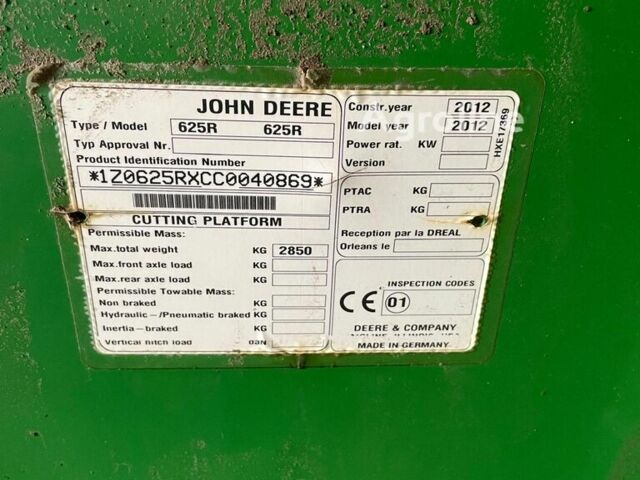 JOHN DEERE
Type / Model 625R 625R
Typ Approval Nr.
Product Identification Number
*1Z0625RXCC0040869*
CUTTING PLATFORM
Permissible Mass:
Max.total weight KG 2850
Max.front axle load KG
Max.rear axle load KG
Permissible Towable Mass:
Non braked KG
Hydraulic-/Pneumatic braked KG
Inertia-braked KG
Vertical hitch load daN
Constr.year 2012
Model year 2012
Power rat. KW
Version
HXE17369
PTAC KG
PTRA KG
Reception par la DREAL
Orleans le
INSPECTION CODES
CE 01
DEERE & COMPANY
MOLINE, ILLINOIS, USA
MADE IN GERMANY
Agroline